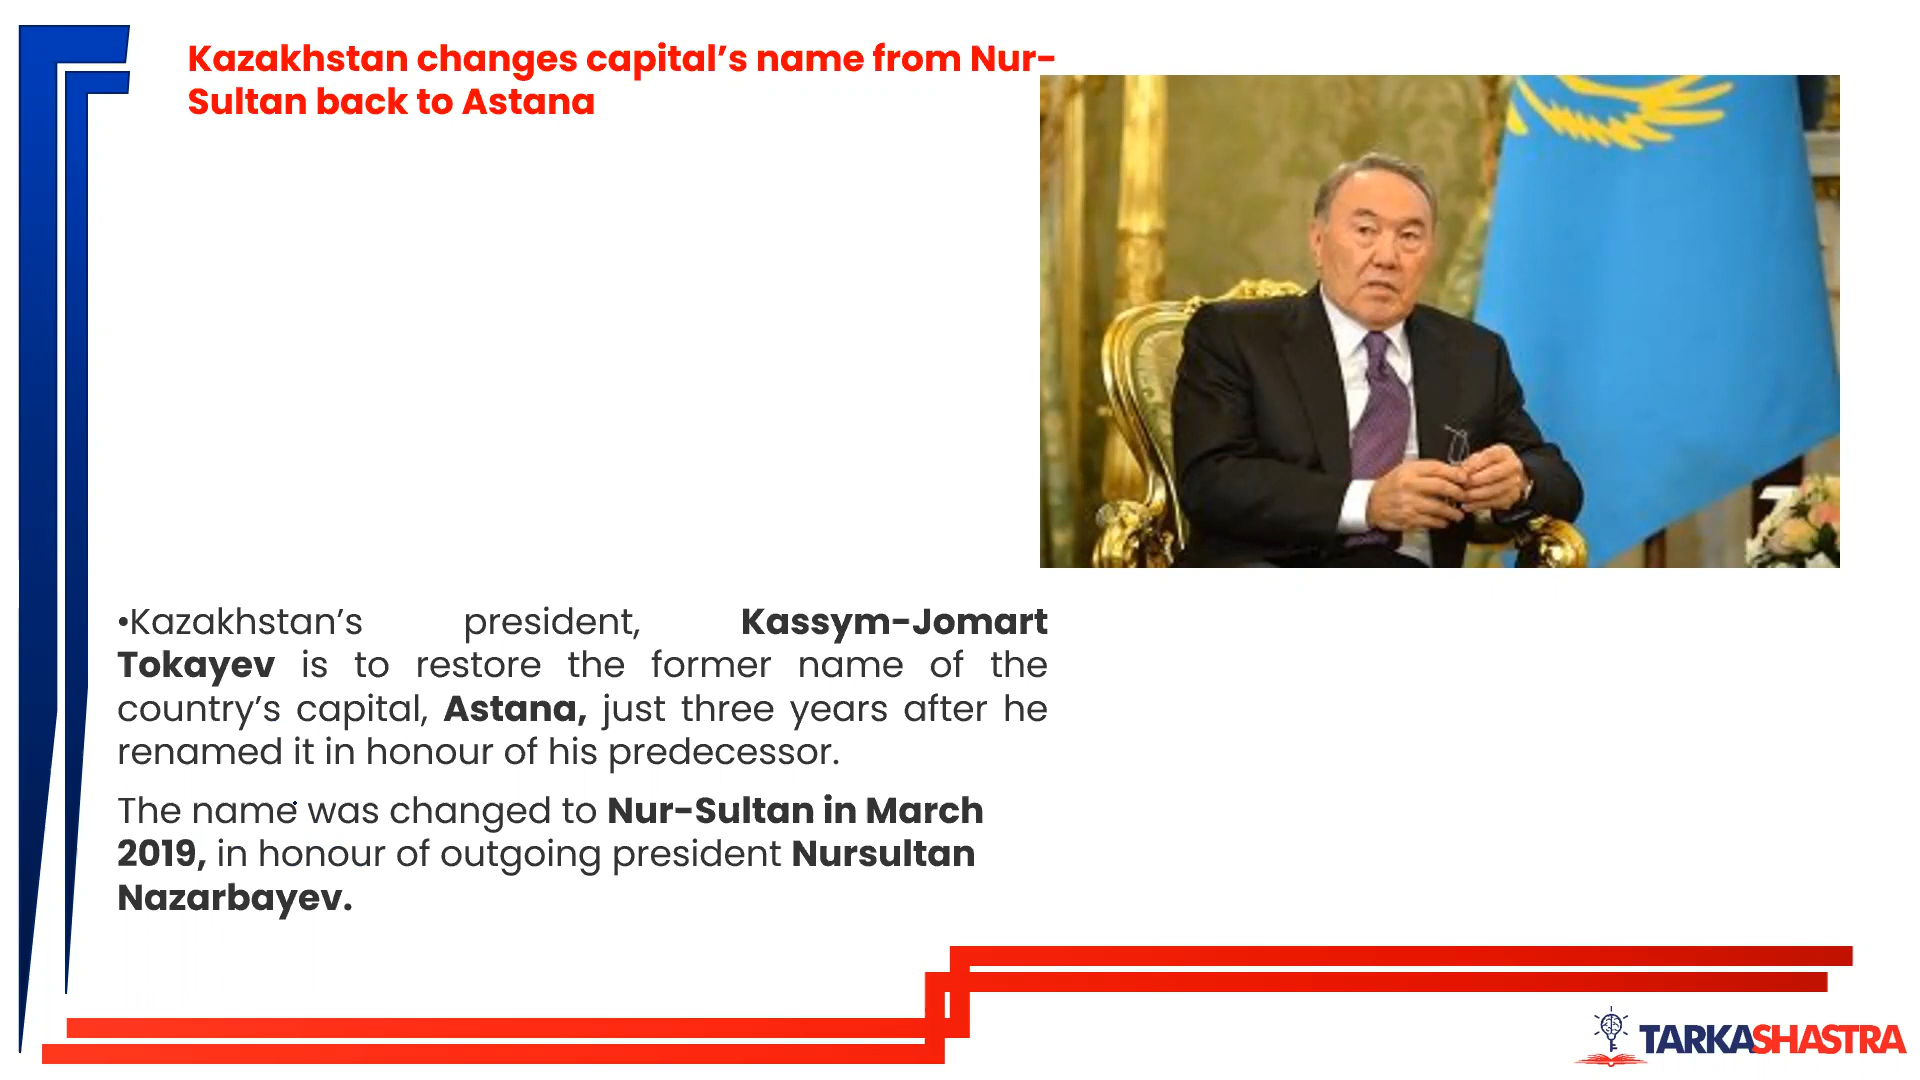 Kazakhstan changes capital’s name from Nur-
Sultan back to Astana
•Kazakhstan’s president, Kassym-Jomart
Tokayev is to restore the former name of the
country’s capital, Astana, just three years after he
renamed it in honour of his predecessor.
The name was changed to Nur-Sultan in March
2019, in honour of outgoing president Nursultan
Nazarbayev.
TARKASHASTRA